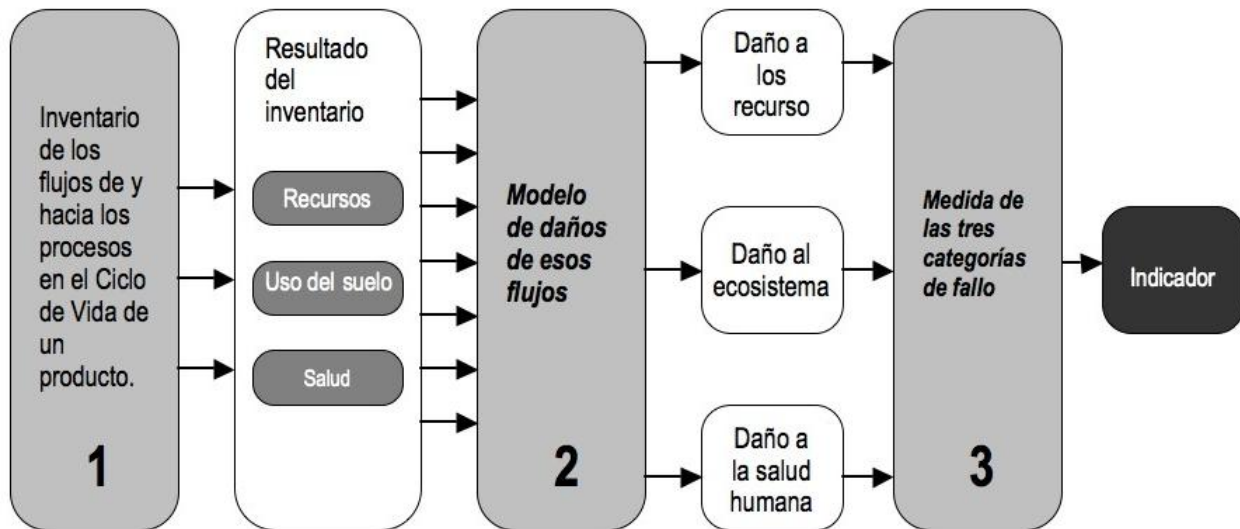 Inventario
de los
flujos de y
hacia los
procesos
en el Ciclo
de Vida de
un
producto.
1
Resultado
del
inventario
Recursos
Uso del suelo
Salud
Modelo
de daños
de esos
flujos
2
Daño a
los
recurso
Daño al
ecosistema
Daño a
la salud
humana
Medida de
las tres
categorías
de fallo
3
Indicador